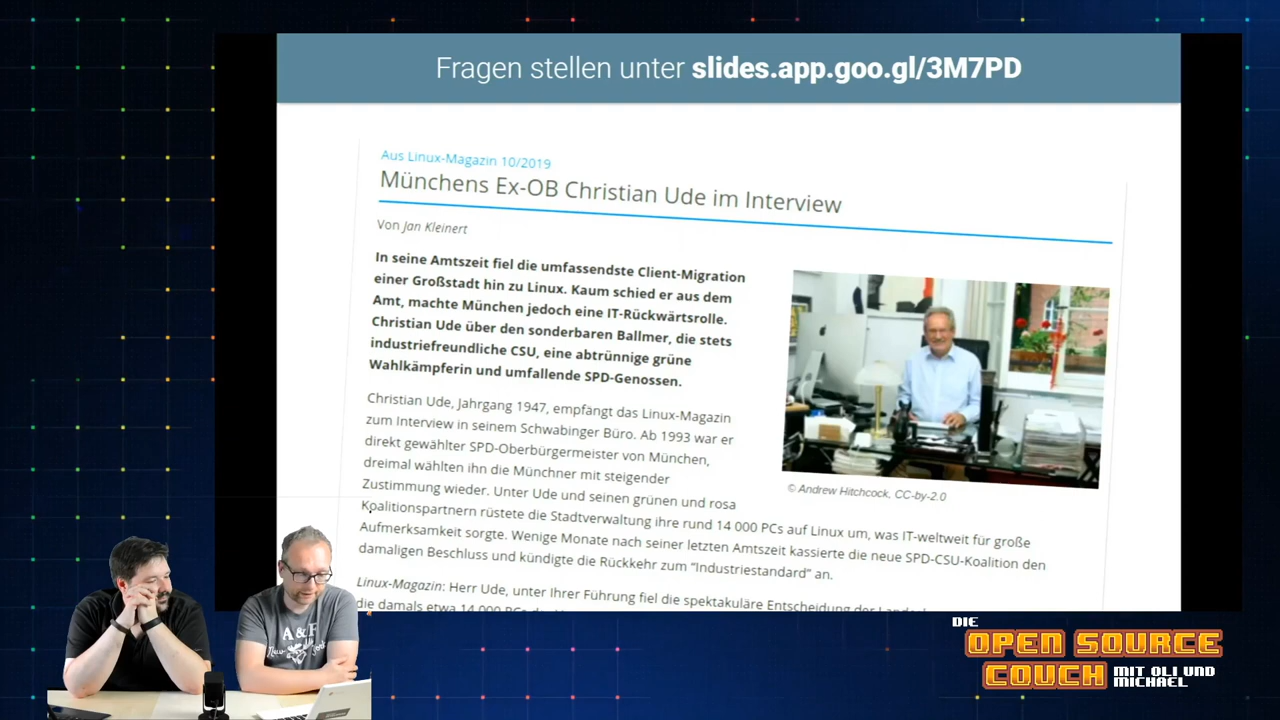 Fragen stellen unter slides.app.goo.gl/3M7PD
Aus Linux-Magazin 10/2019
Münchens Ex-OB Christian Ude im Interview
Von Jan Kleinert
In seine Amtszeit fiel die umfassendste Client-Migration
einer Großstadt hin zu Linux. Kaum schied er aus dem
Amt, machte München jedoch eine IT-Rückwärtsrolle.
Christian Ude über den sonderbaren Ballmer, die stets
industriefreundliche CSU, eine abtrünnige grüne
Wahlkämpferin und umfallende SPD-Genossen.
Christian Ude, Jahrgang 1947, empfängt das Linux-Magazin
zum Interview in seinem Schwabinger Büro. Ab 1993 war er
direkt gewählter SPD-Oberbürgermeister von München,
dreimal wählten ihn die Münchner mit steigender
Zustimmung wieder. Unter Ude und seinen grünen und rosa
Koalitionspartnern rüstete die Stadtverwaltung ihre rund 14 000 PCs auf Linux um, was IT-weltweit für große
Aufmerksamkeit sorgte. Wenige Monate nach seiner letzten Amtszeit kassierte die neue SPD-CSU-Koalition den
damaligen Beschluss und kündigte die Rückkehr zum "Industriestandard" an.
© Andrew Hitchcock, CC-by-2.0
Linux-Magazin: Herr Ude, unter Ihrer Führung fiel die spektakuläre Entscheidung der
die damals etwa 14 000 PCs
A & F
New York
DIE
OPEN SOURCE
COUCH MIT OLI UND
MICHAEL